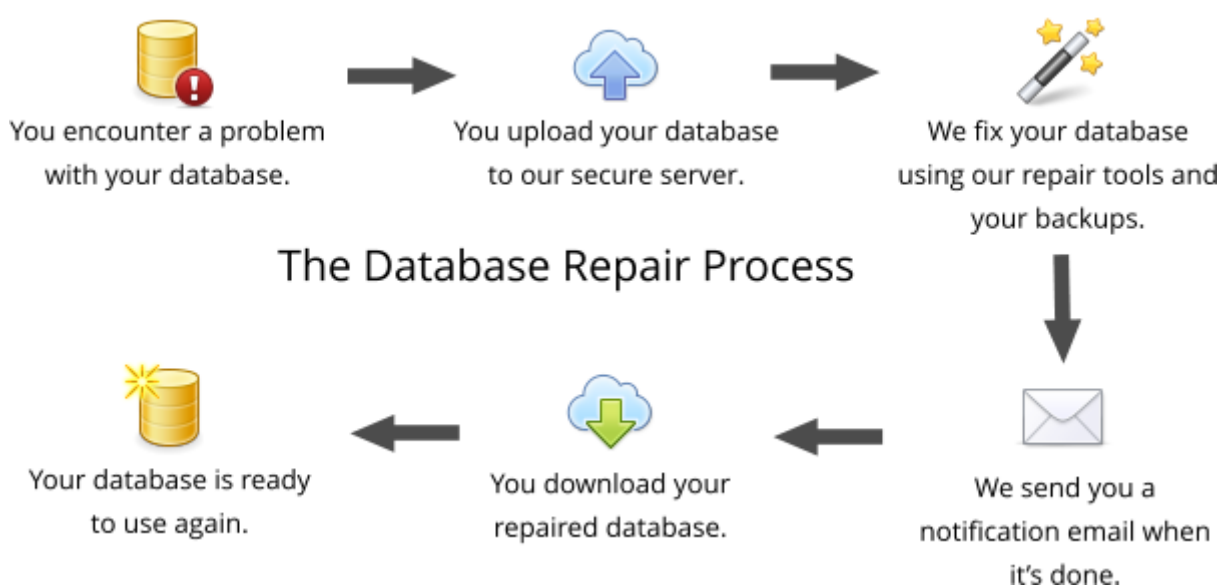 You encounter a problem
with your database.
You upload your database
to our secure server.
We fix your database
using our repair tools and
your backups.
The Database Repair Process
We send you a
notification email when
it's done.
You download your
repaired database.
Your database is ready
to use again.